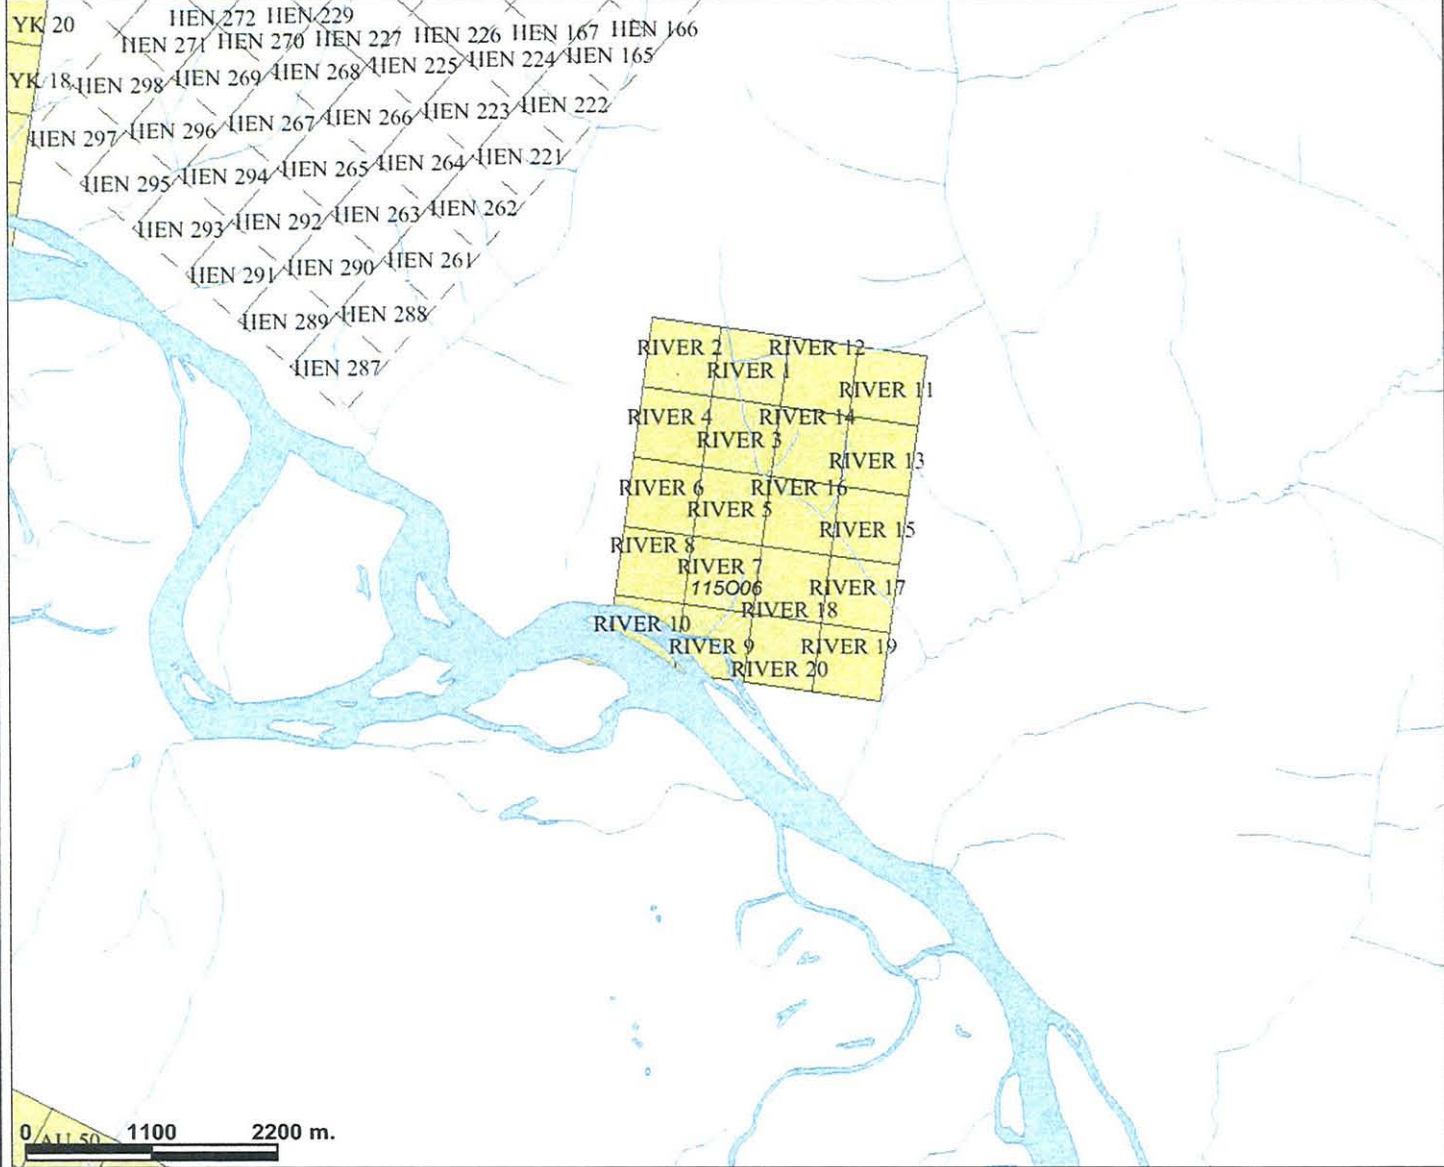 YK 20
HEN 272 HEN 229
HEN 271 HEN 270 HEN 227 HEN 226 HEN 167 HEN 166
YK 18 HEN 298 HEN 269 HEN 268 HEN 225 HEN 224 HEN 165
HEN 297 HEN 296 HEN 267 HEN 266 HEN 223 HEN 222
HEN 295 HEN 294 HEN 265 HEN 264 HEN 221
HEN 293 HEN 292 HEN 263 HEN 262
HEN 291 HEN 290 HEN 261
HEN 289 HEN 288
HEN 287
RIVER 2 RIVER 12
RIVER 1
RIVER 11
RIVER 4 RIVER 14
RIVER 3
RIVER 13
RIVER 6 RIVER 16
RIVER 5
RIVER 15
RIVER 8
RIVER 7
115O06 RIVER 17
RIVER 18
RIVER 10
RIVER 9 RIVER 19
RIVER 20
AU 50
0 1100 2200 m.